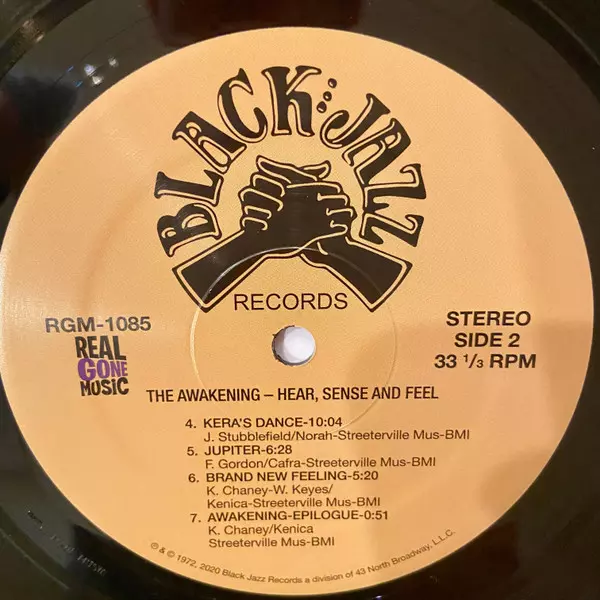 BLACK JAZZ
RECORDS
RGM-1085
REAL
GONE
MUSIC
STEREO
SIDE 2
33 1/3 RPM
THE AWAKENING – HEAR, SENSE AND FEEL
4. KERA'S DANCE-10:04
J. Stubblefield/Norah-Streeterville Mus-BMI
5. JUPITER-6:28
F. Gordon/Cafra-Streeterville Mus-BMI
6. BRAND NEW FEELING-5:20
K. Chaney-W. Keyes/
Kenica-Streeterville Mus-BMI
7. AWAKENING-EPILOGUE-0:51
K. Chaney/Kenica
Streeterville Mus-BMI
℗ & © 1972, 2020 Black Jazz Records a division of 43 North Broadway, L.L.C.